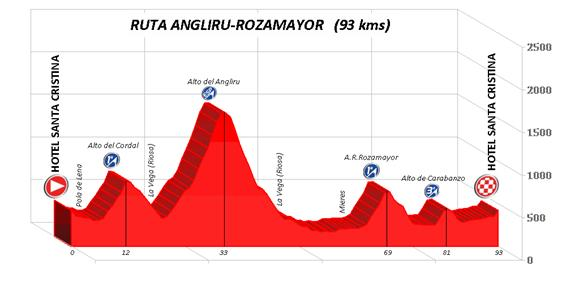 RUTA ANGLIRU-ROZAMAYOR (93 kms)
HOTEL SANTA CRISTINA
Pola de Lena
Alto del Cordal
La Vega (Riosa)
Alto del Angliru
La Vega (Riosa)
Mieres
A.R.Rozamayor
Alto de Carabanzo
HOTEL SANTA CRISTINA
2500
2000
1500
1000
500
0
0
12
33
69
81
93